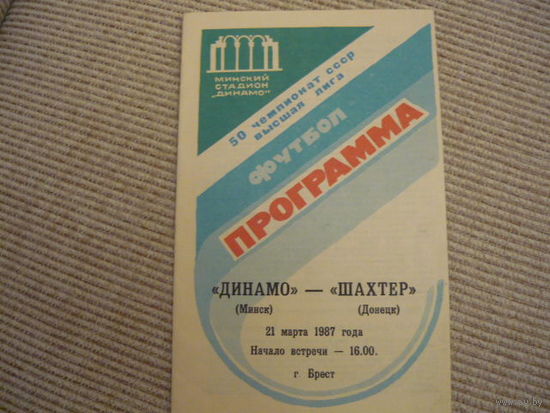 МИНСКИЙ
СТАДИОН
„ДИНАМО"
50 чемпионат ссср
высшая лига
ФУТБОЛ
ПРОГРАММА
«ДИНАМО» — «ШАХТЕР»
(Минск) (Донецк)
21 марта 1987 года
Начало встречи — 16.00.
г. Брест